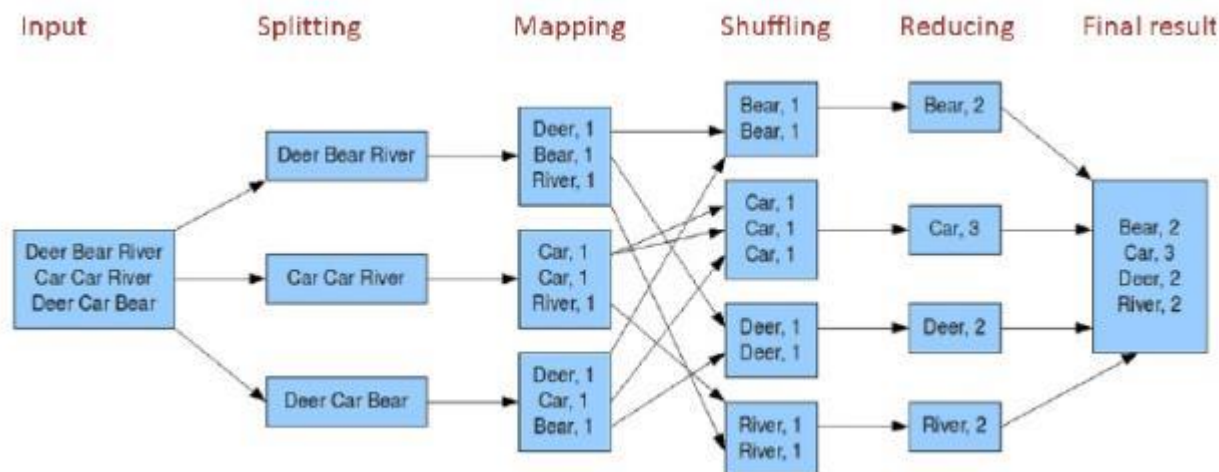 Input
Splitting
Mapping
Shuffling
Reducing
Final result
Deer Bear River
Car Car River
Deer Car Bear
Deer Bear River
Car Car River
Deer Car Bear
Deer, 1
Bear, 1
River, 1
Car, 1
Car, 1
River, 1
Deer, 1
Car, 1
Bear, 1
Bear, 1
Bear, 1
Car, 1
Car, 1
Car, 1
Deer, 1
Deer, 1
River, 1
River, 1
Bear, 2
Car, 3
Deer, 2
River, 2
Bear, 2
Car, 3
Deer, 2
River, 2